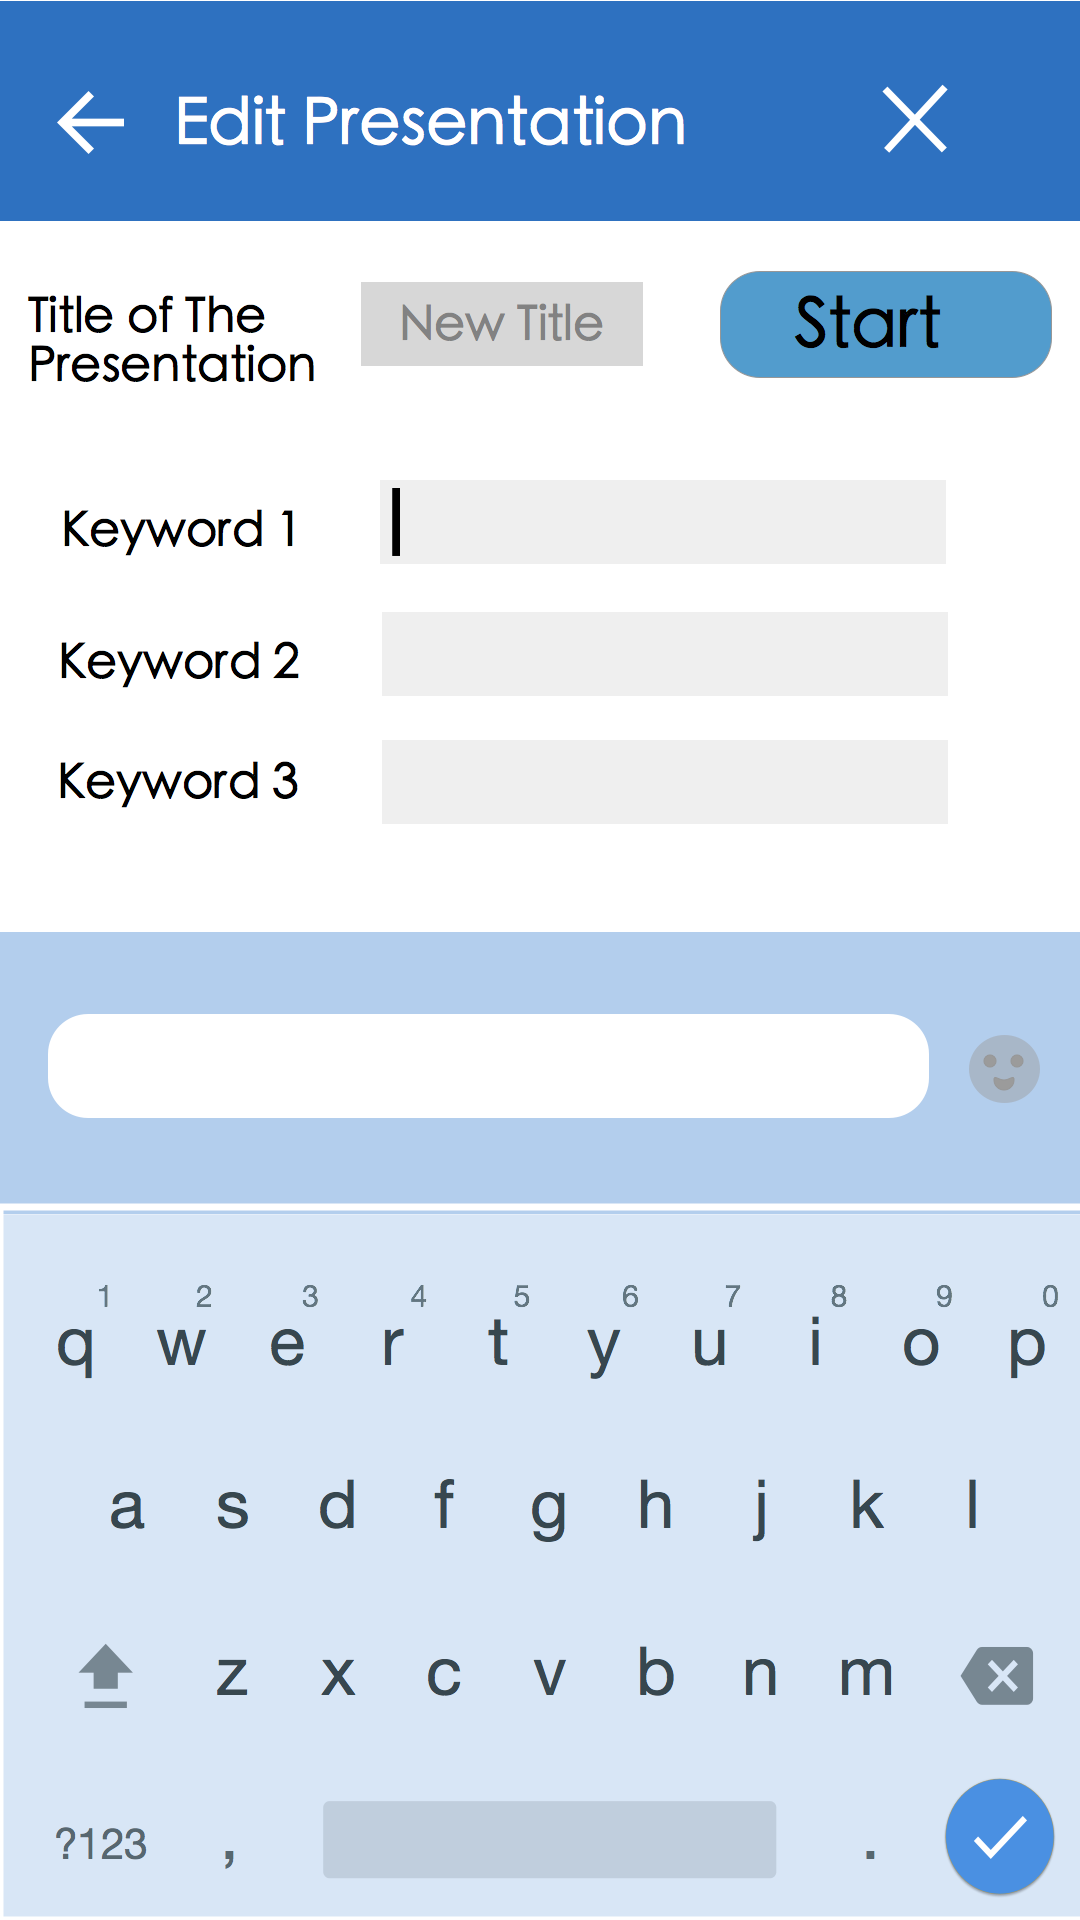 Edit Presentation
Title of The
Presentation
New Title
Start
Keyword 1
Keyword 2
Keyword 3
1 2 3 4 5 6 7 8 9 0
q w e r t y u i o p
a s d f g h j k l
z x c v b n m
?123 , .